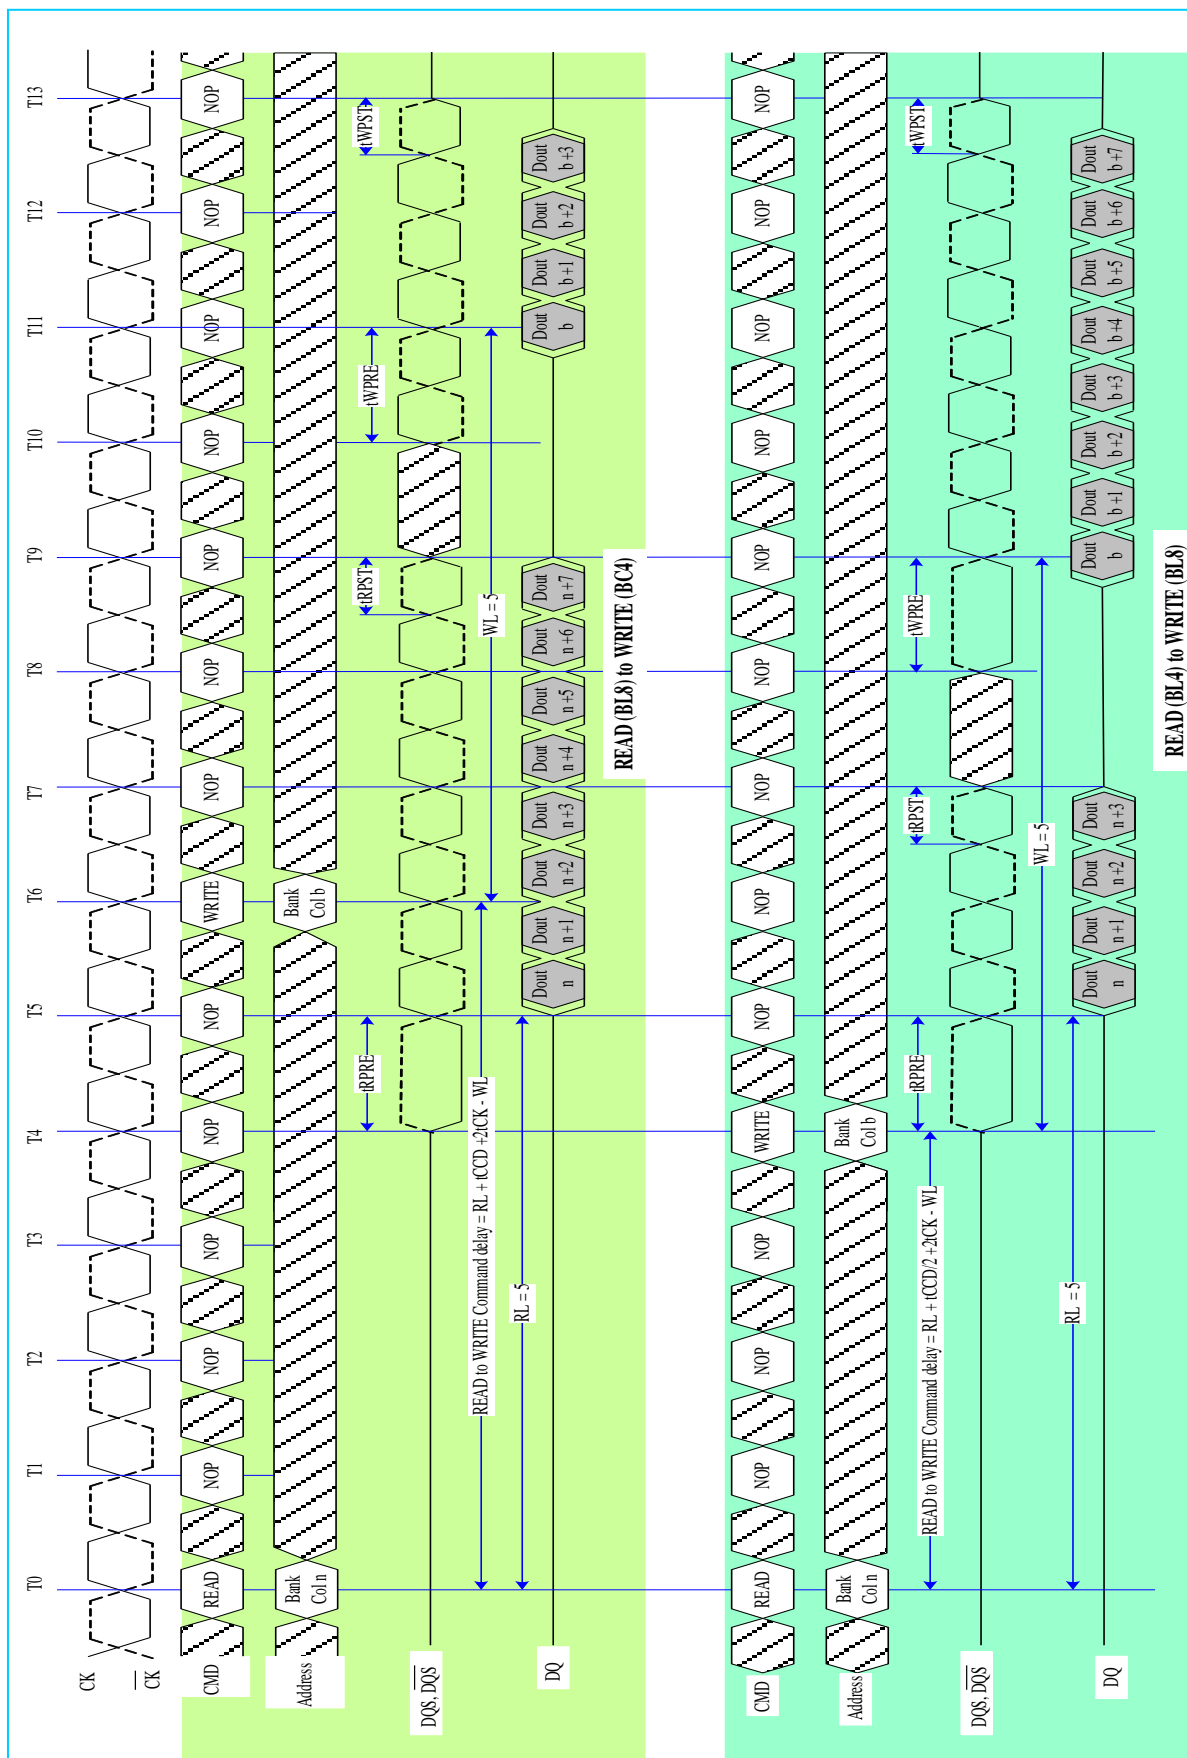 T0 T1 T2 T3 T4 T5 T6 T7 T8 T9 T10 T11 T12 T13
CK
CK
CMD READ NOP NOP NOP NOP NOP WRITE NOP NOP NOP NOP NOP NOP NOP
Address Bank Col n Bank Col b
tRPRE tRPST tWPRE tWPST
DQS, DQS
READ to WRITE Command delay = RL + tCCD +2tCK - WL WL = 5
RL = 5
DQ Dout n Dout n+1 Dout n+2 Dout n+3 Dout n+4 Dout n+5 Dout n+6 Dout n+7 Dout b Dout b+1 Dout b+2 Dout b+3
READ (BL8) to WRITE (BC4)
CMD READ NOP NOP NOP WRITE NOP NOP NOP NOP NOP NOP NOP NOP NOP
Address Bank Col n Bank Col b
READ to WRITE Command delay = RL + tCCD/2 +2tCK - WL tRPRE tRPST tWPRE tWPST
DQS, DQS
WL = 5
RL = 5
DQ Dout n Dout n+1 Dout n+2 Dout n+3 Dout b Dout b+1 Dout b+2 Dout b+3 Dout b+4 Dout b+5 Dout b+6 Dout b+7
READ (BL4) to WRITE (BL8)